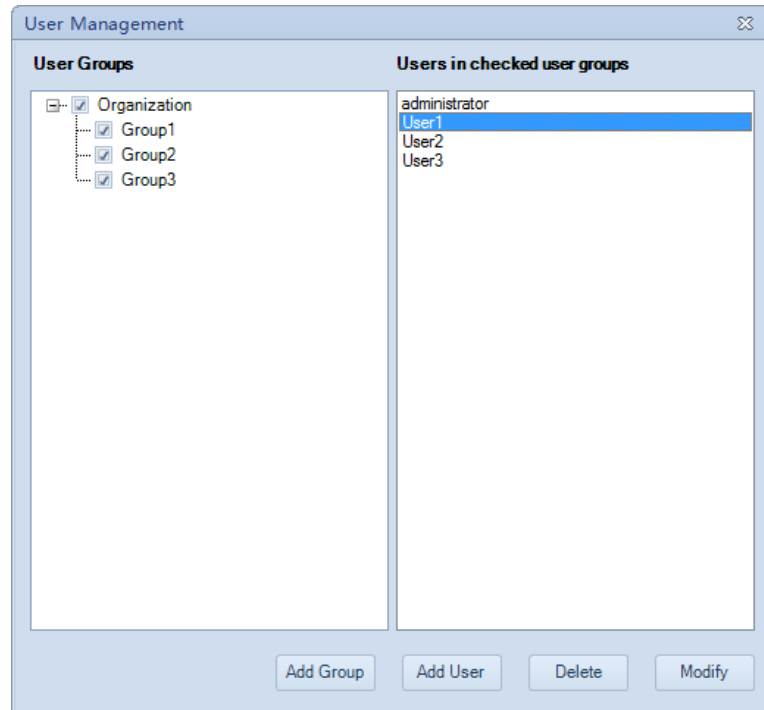 User Management
User Groups
Organization
Group1
Group2
Group3
Users in checked user groups
administrator
User1
User2
User3
Add Group
Add User
Delete
Modify